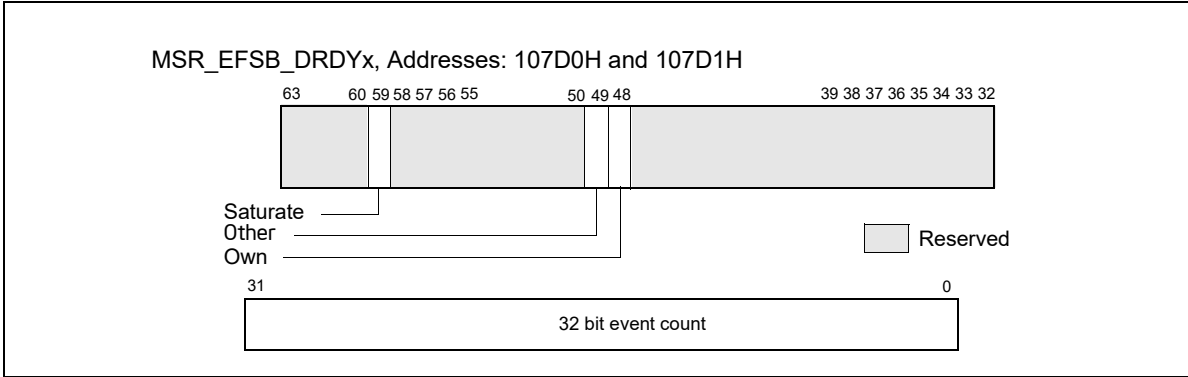 MSR_EFSB_DRDYx, Addresses: 107D0H and 107D1H
63 60 59 58 57 56 55 50 49 48 39 38 37 36 35 34 33 32
Saturate
Other
Own
Reserved
31 0
32 bit event count